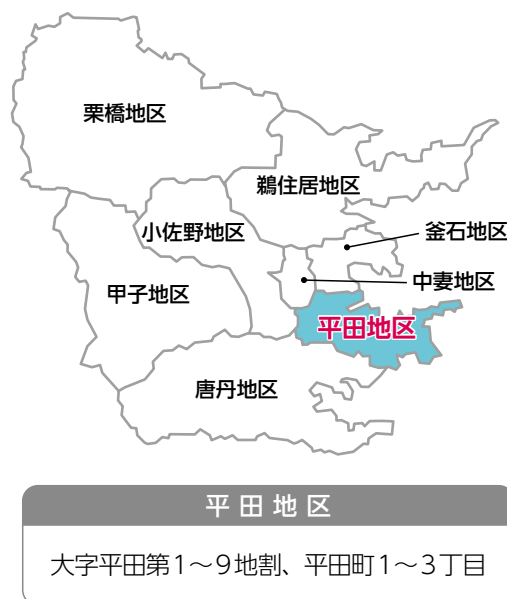 栗橋地区
鵜住居地区
小佐野地区
釜石地区
中妻地区
甲子地区
平田地区
唐丹地区
平田地区
大字平田第1～9地割、平田町1～3丁目